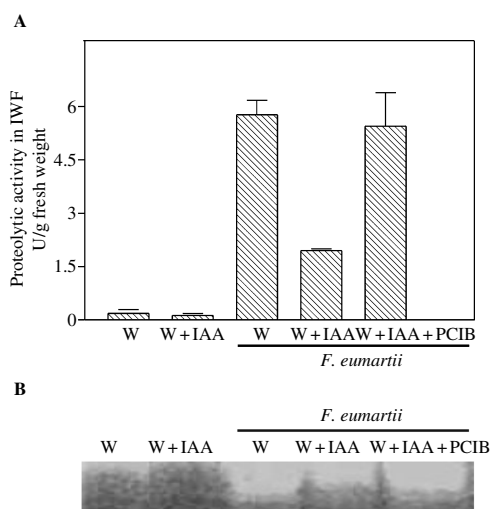 A
Proteolytic activity in IWF
U/g fresh weight
6
4.5
3
1.5
0
W W + IAA W W + IAA W + IAA + PCIB
F. eumartii
B
F. eumartii
W W + IAA W W + IAA W + IAA + PCIB